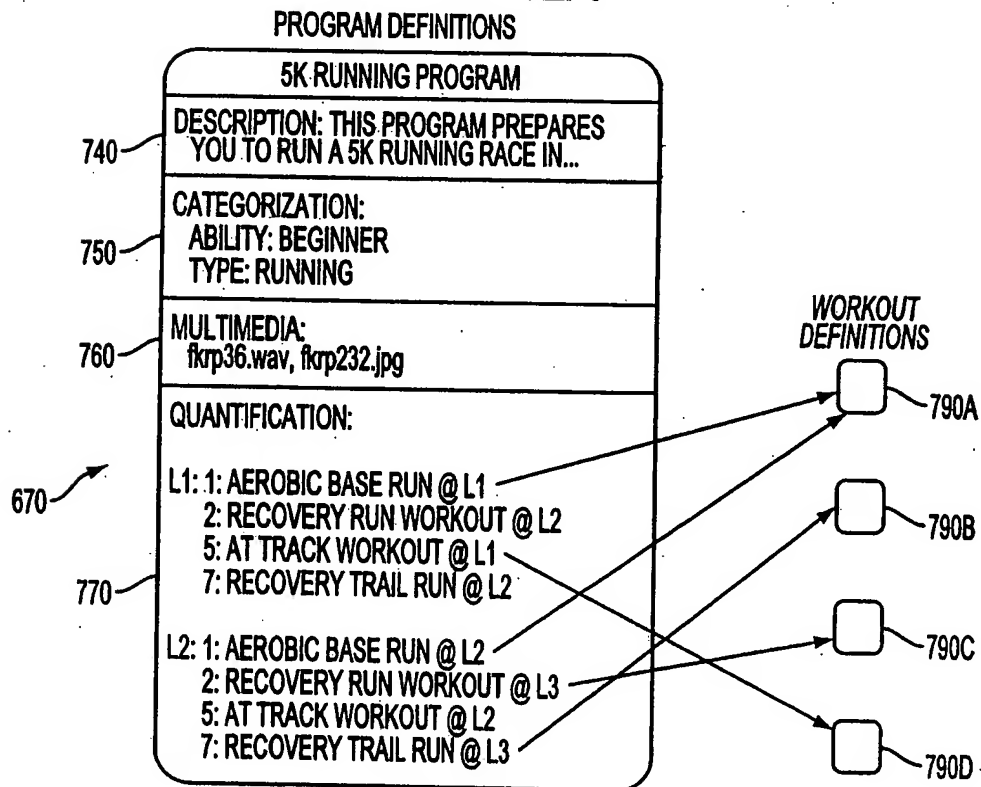 PROGRAM DEFINITIONS
5K RUNNING PROGRAM
DESCRIPTION: THIS PROGRAM PREPARES
YOU TO RUN A 5K RUNNING RACE IN...
740
CATEGORIZATION:
ABILITY: BEGINNER
TYPE: RUNNING
750
MULTIMEDIA:
fkrp36.wav, fkrp232.jpg
760
QUANTIFICATION:
L1: 1: AEROBIC BASE RUN @ L1
2: RECOVERY RUN WORKOUT @ L2
5: AT TRACK WORKOUT @ L1
7: RECOVERY TRAIL RUN @ L2
L2: 1: AEROBIC BASE RUN @ L2
2: RECOVERY RUN WORKOUT @ L3
5: AT TRACK WORKOUT @ L2
7: RECOVERY TRAIL RUN @ L3
670
770
WORKOUT
DEFINITIONS
790A
790B
790C
790D